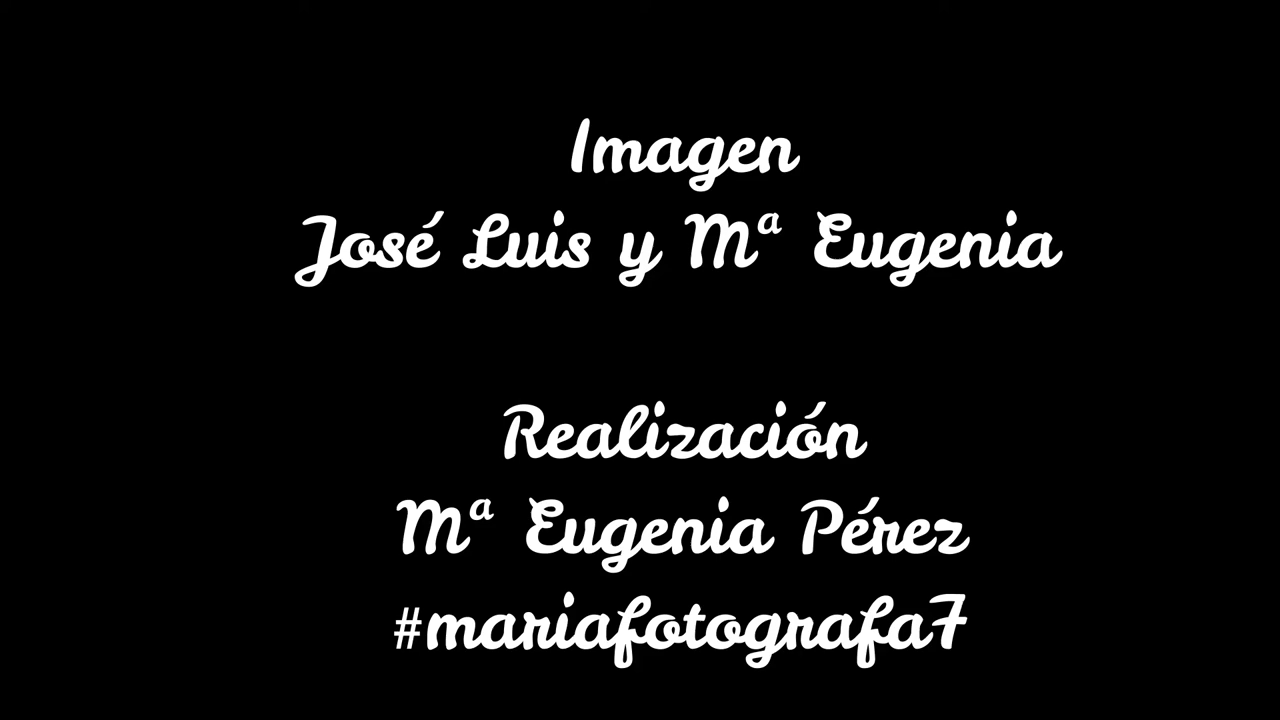 Imagen
José Luis y Mª Eugenia
Realización
Mª Eugenia Pérez
#mariafotografa7